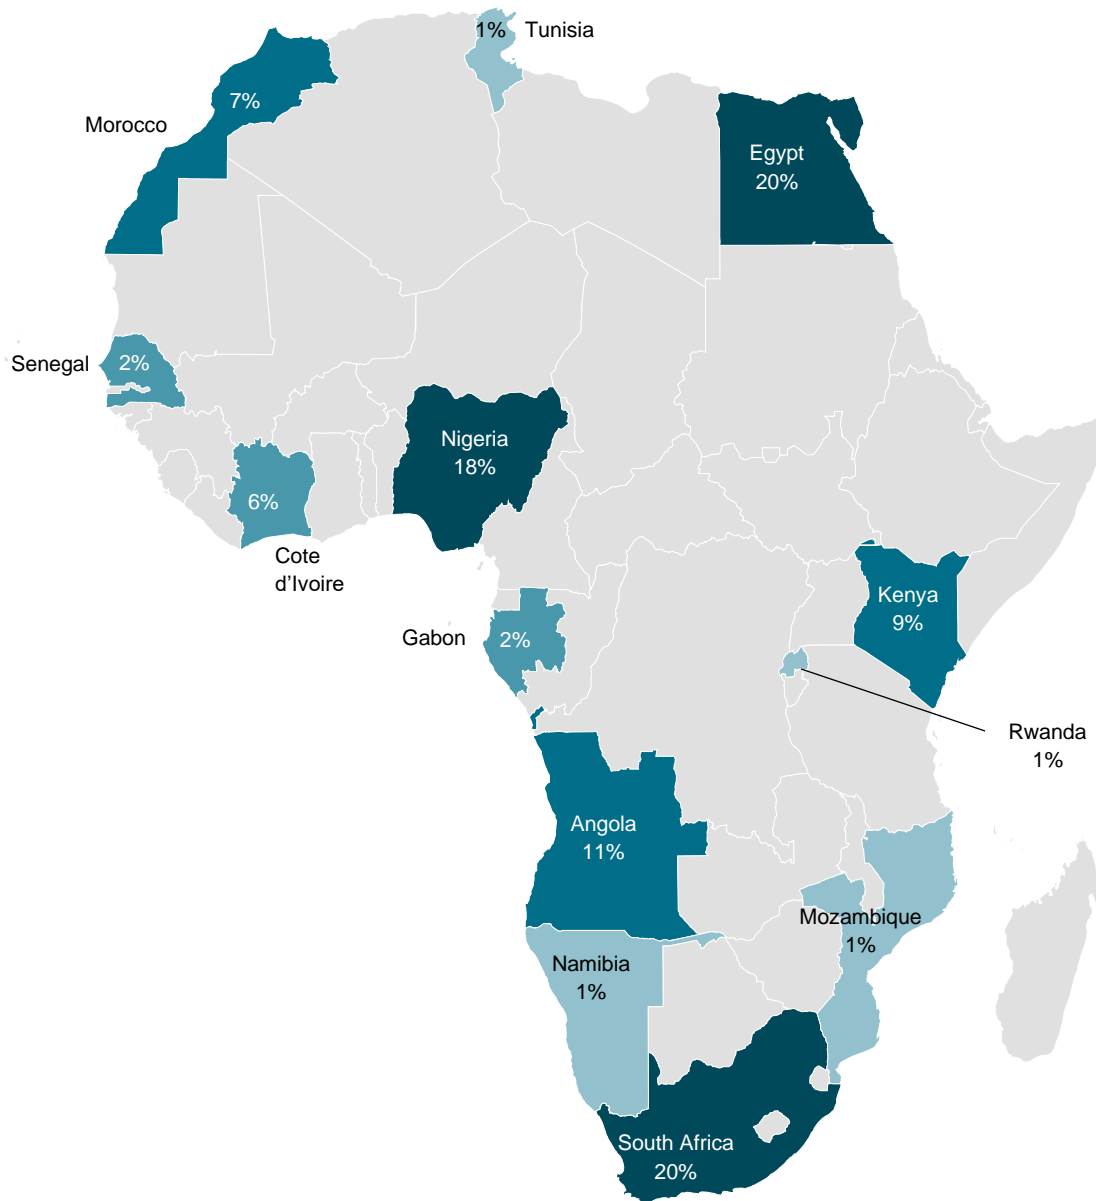 1%
Tunisia
7%
Morocco
Egypt
20%
Senegal
2%
Nigeria
18%
6%
Cote
d’Ivoire
Kenya
9%
Gabon
2%
Rwanda
1%
Angola
11%
Mozambique
1%
Namibia
1%
South Africa
20%